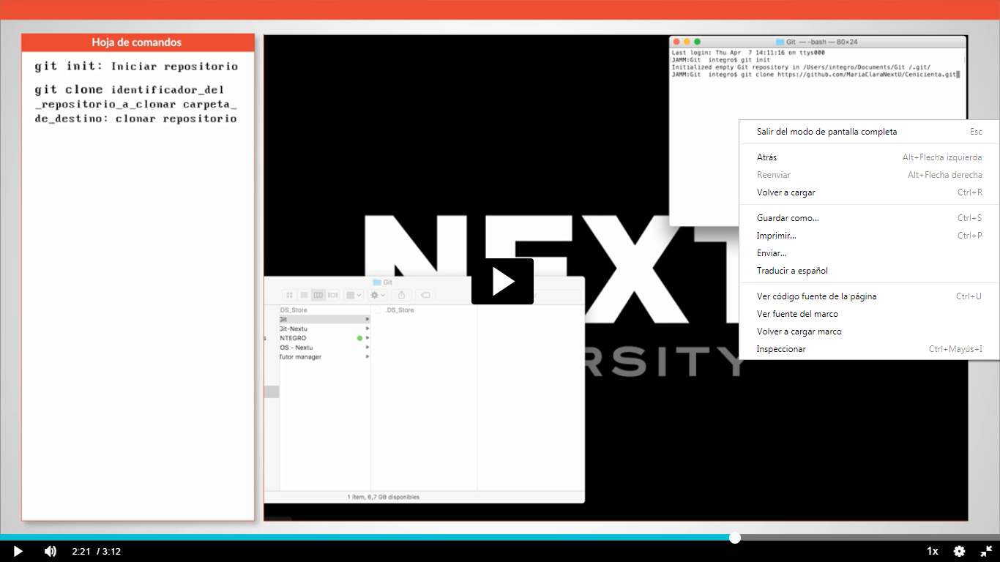 Hoja de comandos
git init: Iniciar repositorio
git clone identificador_del
_repositorio_a_clonar carpeta_
de_destino: clonar repositorio
Git — -bash — 80×24
Last login: Thu Apr 7 14:11:16 on ttys000
JAMM:Git integro$ git init
Initialized empty Git repository in /Users/integro/Documents/Git /.git/
JAMM:Git integro$ git clone https://github.com/MariaClaraNextU/Cenicienta.git
Salir del modo de pantalla completa Esc
Atrás Alt+Flecha izquierda
Reenviar Alt+Flecha derecha
Volver a cargar Ctrl+R
Guardar como... Ctrl+S
Imprimir... Ctrl+P
Enviar...
Traducir a español
Ver código fuente de la página Ctrl+U
Ver fuente del marco
Volver a cargar marco
Inspeccionar Ctrl+Mayús+I
NEXT
RSITY
Git
DS_Store .DS_Store
Git
Git-Nextu
NTEGRO
OS - Nextu
Tutor manager
1 ítem, 6,7 GB disponibles
2:21 / 3:12
1x